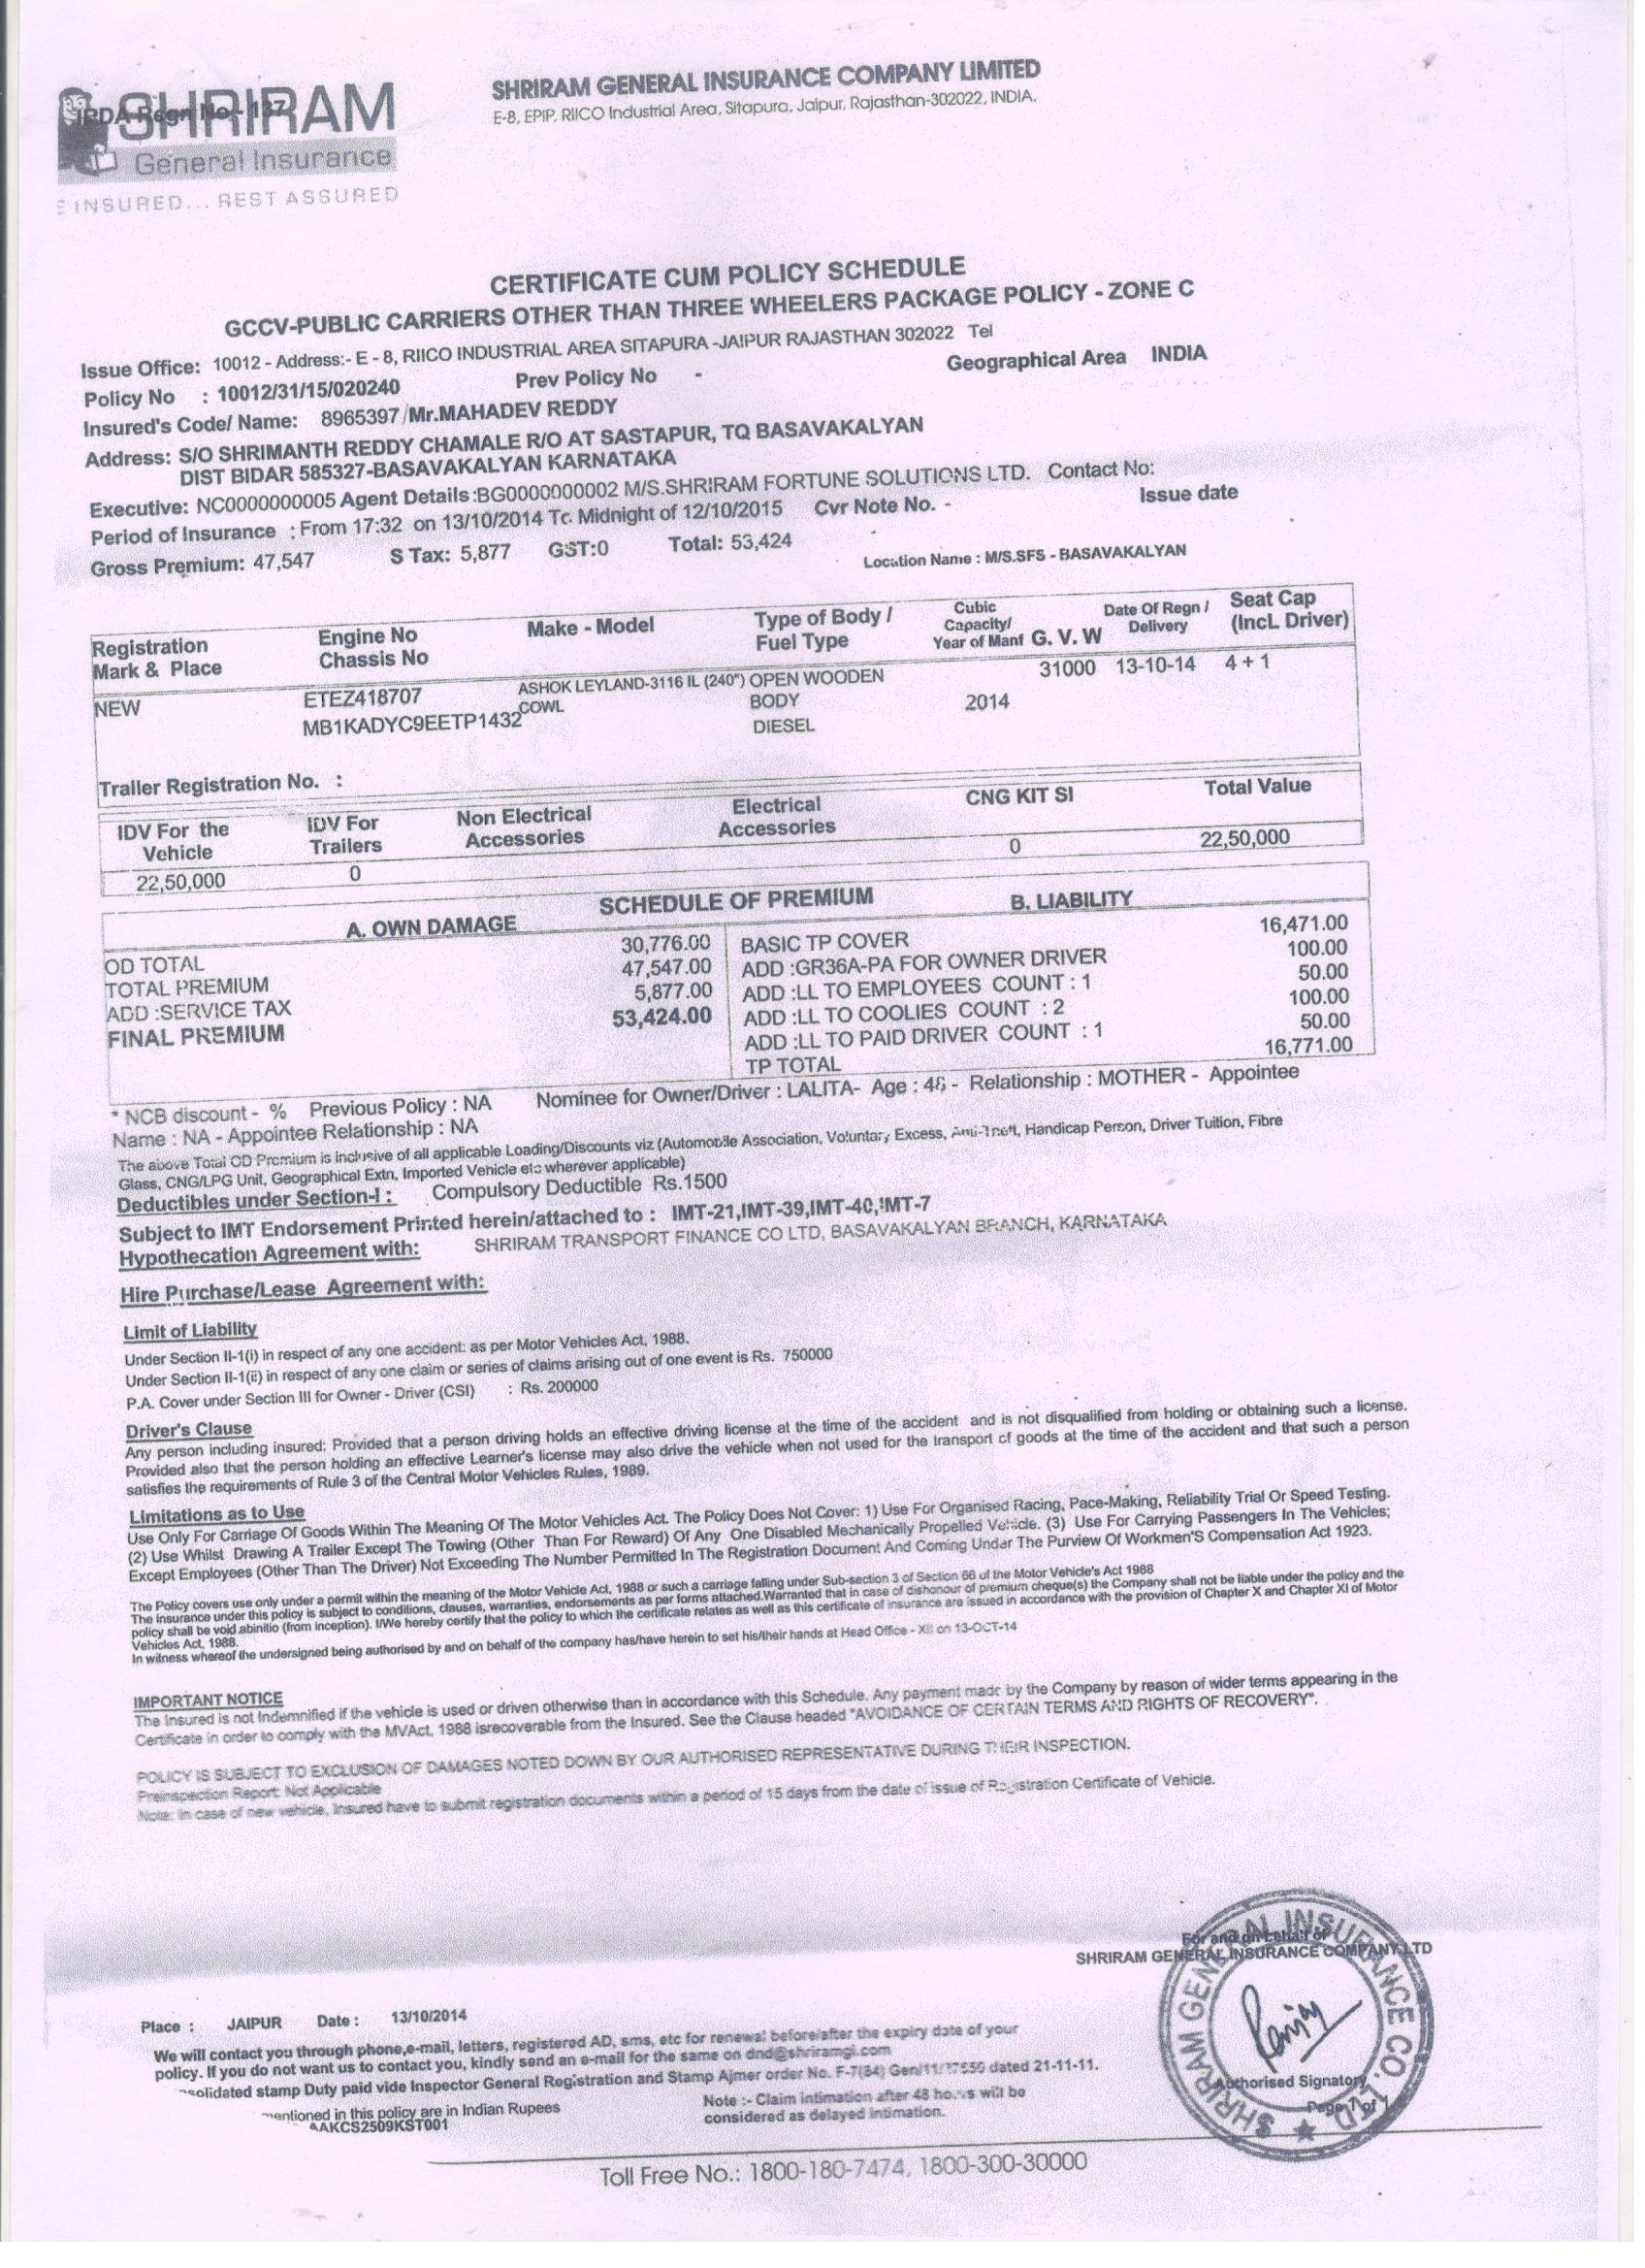 SHRIRAM
IRDA Regn No.- 137
General Insurance
E INSURED... REST ASSURED
SHRIRAM GENERAL INSURANCE COMPANY LIMITED
E-8, EPIP, RIICO Industrial Area, Sitapura, Jaipur, Rajasthan-302022, INDIA.
CERTIFICATE CUM POLICY SCHEDULE
GCCV-PUBLIC CARRIERS OTHER THAN THREE WHEELERS PACKAGE POLICY - ZONE C
Issue Office: 10012 - Address:- E - 8, RIICO INDUSTRIAL AREA SITAPURA -JAIPUR RAJASTHAN 302022 Tel
Policy No : 10012/31/15/020240 Prev Policy No - Geographical Area INDIA
Insured's Code/ Name: 8965397/Mr.MAHADEV REDDY
Address: S/O SHRIMANTH REDDY CHAMALE R/O AT SASTAPUR, TQ BASAVAKALYAN
DIST BIDAR 585327-BASAVAKALYAN KARNATAKA
Executive: NC0000000005 Agent Details:BG0000000002 M/S.SHRIRAM FORTUNE SOLUTIONS LTD. Contact No:
Period of Insurance : From 17:32 on 13/10/2014 To Midnight of 12/10/2015 Cvr Note No. - Issue date
Gross Premium: 47,547 S Tax: 5,877 GST:0 Total: 53,424
Location Name : M/S.SFS - BASAVAKALYAN
Registration Mark & Place Engine No Chassis No Make - Model Type of Body / Fuel Type Cubic Capacity/ Year of Manf G. V. W Date Of Regn / Delivery Seat Cap (IncL Driver)
NEW ETEZ418707 ASHOK LEYLAND-3116 IL (240") OPEN WOODEN 31000 13-10-14 4 + 1
MB1KADYC9EETP1432 COWL BODY 2014
DIESEL
Trailer Registration No. :
IDV For the Vehicle IDV For Trailers Non Electrical Accessories Electrical Accessories CNG KIT SI Total Value
22,50,000 0 0 22,50,000
SCHEDULE OF PREMIUM
A. OWN DAMAGE B. LIABILITY
OD TOTAL 30,776.00 BASIC TP COVER 16,471.00
TOTAL PREMIUM 47,547.00 ADD :GR36A-PA FOR OWNER DRIVER 100.00
ADD :SERVICE TAX 5,877.00 ADD :LL TO EMPLOYEES COUNT : 1 50.00
FINAL PREMIUM 53,424.00 ADD :LL TO COOLIES COUNT : 2 100.00
ADD :LL TO PAID DRIVER COUNT : 1 50.00
TP TOTAL 16,771.00
* NCB discount - % Previous Policy : NA Nominee for Owner/Driver : LALITA- Age : - Relationship : MOTHER - Appointee
Name : NA - Appointee Relationship : NA
The above Total OD Premium is inclusive of all applicable Loading/Discounts viz (Automobile Association, Voluntary Excess, Anti-Theft, Handicap Person, Driver Tuition, Fibre
Glass, CNG/LPG Unit, Geographical Extn, Imported Vehicle etc wherever applicable)
Deductibles under Section-I : Compulsory Deductible Rs.1500
Subject to IMT Endorsement Printed herein/attached to : IMT-21,IMT-39,IMT-40,IMT-7
Hypothecation Agreement with: SHRIRAM TRANSPORT FINANCE CO LTD, BASAVAKALYAN BRANCH, KARNATAKA
Hire Purchase/Lease Agreement with:
Limit of Liability
Under Section II-1(i) in respect of any one accident: as per Motor Vehicles Act, 1988.
Under Section II-1(ii) in respect of any one claim or series of claims arising out of one event is Rs. 750000
P.A. Cover under Section III for Owner - Driver (CSI) : Rs. 200000
Driver's Clause
Any person including insured: Provided that a person driving holds an effective driving license at the time of the accident and is not disqualified from holding or obtaining such a license.
Provided also that the person holding an effective Learner's license may also drive the vehicle when not used for the transport of goods at the time of the accident and that such a person
satisfies the requirements of Rule 3 of the Central Motor Vehicles Rules, 1989.
Limitations as to Use
Use Only For Carriage Of Goods Within The Meaning Of The Motor Vehicles Act. The Policy Does Not Cover: 1) Use For Organised Racing, Pace-Making, Reliability Trial Or Speed Testing.
(2) Use Whilst Drawing A Trailer Except The Towing (Other Than For Reward) Of Any One Disabled Mechanically Propelled Vehicle. (3) Use For Carrying Passengers In The Vehicles;
Except Employees (Other Than The Driver) Not Exceeding The Number Permitted In The Registration Document And Coming Under The Purview Of Workmen'S Compensation Act 1923.
The Policy covers use only under a permit within the meaning of the Motor Vehicle Act, 1988 or such a carriage falling under Sub-section 3 of Section 66 of the Motor Vehicle's Act 1988
The insurance under this policy is subject to conditions, clauses, warranties, endorsements as per forms attached.Warranted that in case of dishonour of premium cheque(s) the Company shall not be liable under the policy and the
policy shall be void abinitio (from inception). I/We hereby certify that the policy to which the certificate relates as well as this certificate of insurance are issued in accordance with the provision of Chapter X and Chapter XI of Motor
Vehicles Act, 1988.
In witness whereof the undersigned being authorised by and on behalf of the company has/have herein to set his/their hands at Head Office - XII on 13-OCT-14
IMPORTANT NOTICE
The Insured is not Indemnified if the vehicle is used or driven otherwise than in accordance with this Schedule. Any payment made by the Company by reason of wider terms appearing in the
Certificate in order to comply with the MVAct, 1988 isrecoverable from the Insured. See the Clause headed "AVOIDANCE OF CERTAIN TERMS AND RIGHTS OF RECOVERY".
POLICY IS SUBJECT TO EXCLUSION OF DAMAGES NOTED DOWN BY OUR AUTHORISED REPRESENTATIVE DURING THEIR INSPECTION.
Preinspection Report: Not Applicable
Note: In case of new vehicle, Insured have to submit registration documents within a period of 15 days from the date of issue of Registration Certificate of Vehicle.
For and on behalf of
SHRIRAM GENERAL INSURANCE COMPANY LTD
SHRIRAM GENERAL INSURANCE CO. LTD.
Place : JAIPUR Date : 13/10/2014
We will contact you through phone,e-mail, letters, registered AD, sms, etc for renewal before/after the expiry date of your
policy. If you do not want us to contact you, kindly send an e-mail for the same on dnd@shriramgi.com
solidated stamp Duty paid vide Inspector General Registration and Stamp Ajmer order No. dated 21-11-11.
Authorised Signatory
mentioned in this policy are in Indian Rupees
AAKCS2509KST001
Note :- Claim intimation after 48 hours will be
considered as delayed intimation.
Page 1 of 1
Toll Free No.: 1800-180-7474, 1800-300-30000